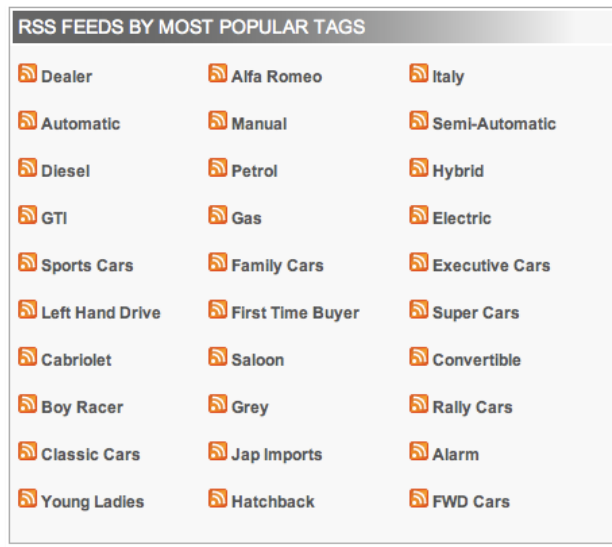 RSS FEEDS BY MOST POPULAR TAGS
Dealer Alfa Romeo Italy
Automatic Manual Semi-Automatic
Diesel Petrol Hybrid
GTI Gas Electric
Sports Cars Family Cars Executive Cars
Left Hand Drive First Time Buyer Super Cars
Cabriolet Saloon Convertible
Boy Racer Grey Rally Cars
Classic Cars Jap Imports Alarm
Young Ladies Hatchback FWD Cars